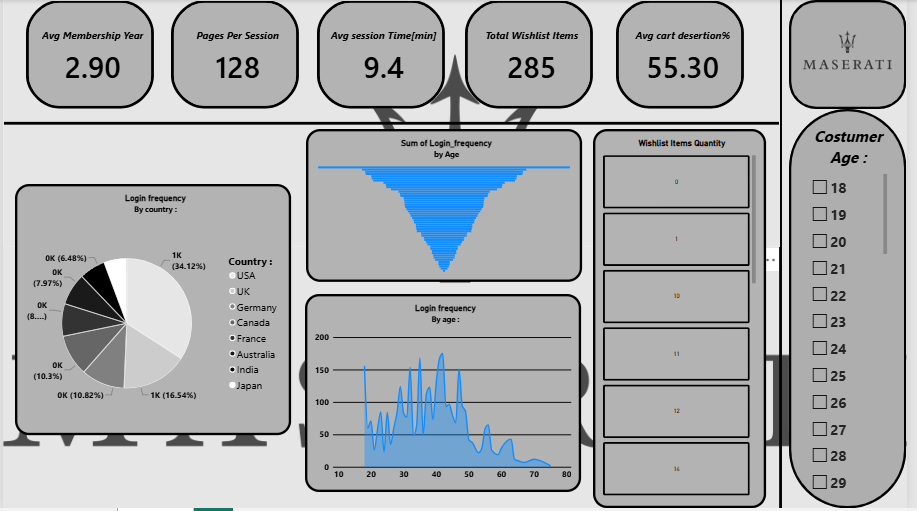 Avg Membership Year
2.90
Pages Per Session
128
Avg session Time[min]
9.4
Total Wishlist Items
285
Avg cart desertion%
55.30
MASERATI
Login frequency
By country :
0K (6.48%)
0K
(7.97%)
0K
(8....)
0K
(10.3%)
0K (10.82%)
1K (16.54%)
1K
(34.12%)
Country :
USA
UK
Germany
Canada
France
Australia
India
Japan
Sum of Login_frequency
by Age
Login frequency
By age :
200
150
100
50
0
10
20
30
40
50
60
70
80
Wishlist Items Quantity
0
1
10
11
12
14
Costumer
Age :
18
19
20
21
22
23
24
25
26
27
28
29